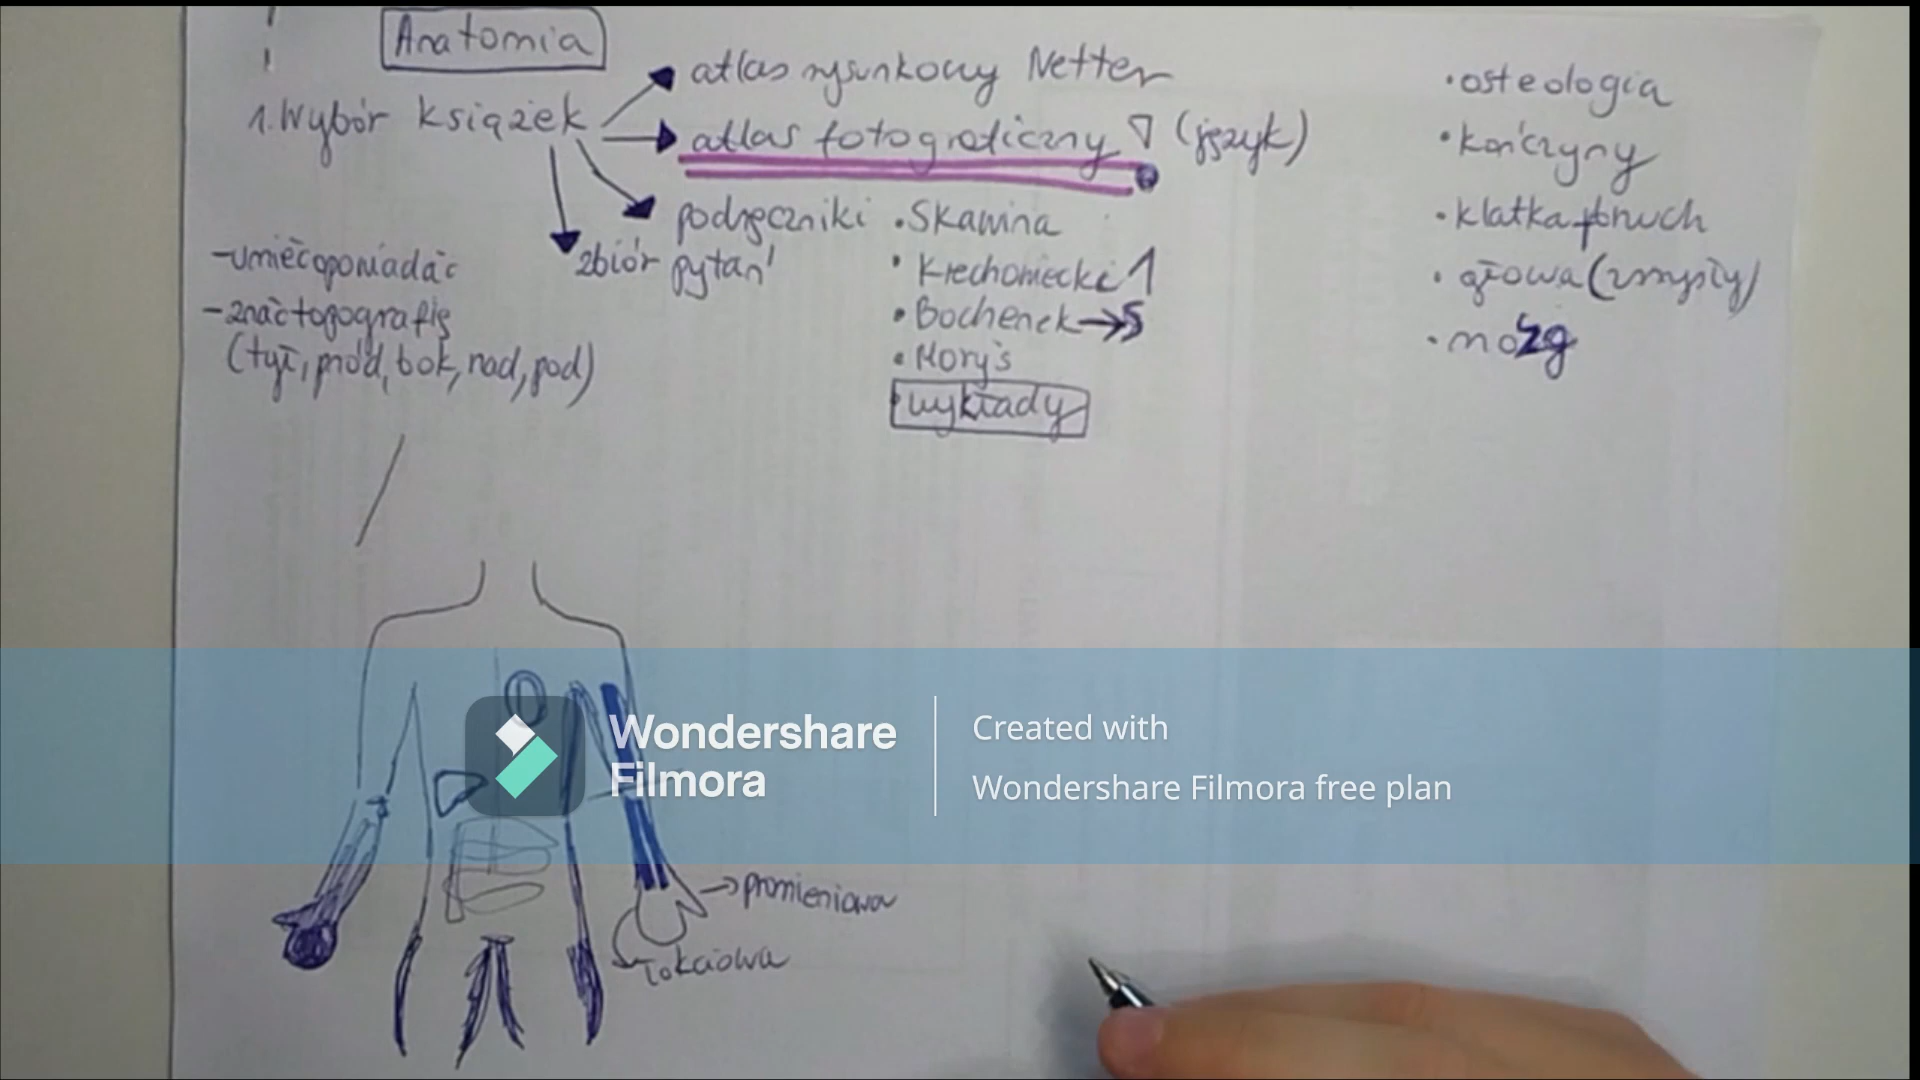 Anatomia
1. Wybór książek
atlas rysunkowy Netter
atlas fotograficzny (język)
podręczniki
zbiór pytań
• Skawina
• Krechowiecki 1
• Bochenek → 5
• Mory's
• wykłady
- umieć opowiadać
- znać topografię
(tył, przód, bok, nad, pod)
• osteologia
• kończyny
• klatka + brzuch
• głowa (zmysły)
• mózg
→ promieniowa
łokciowa
Wondershare
Filmora
Created with
Wondershare Filmora free plan